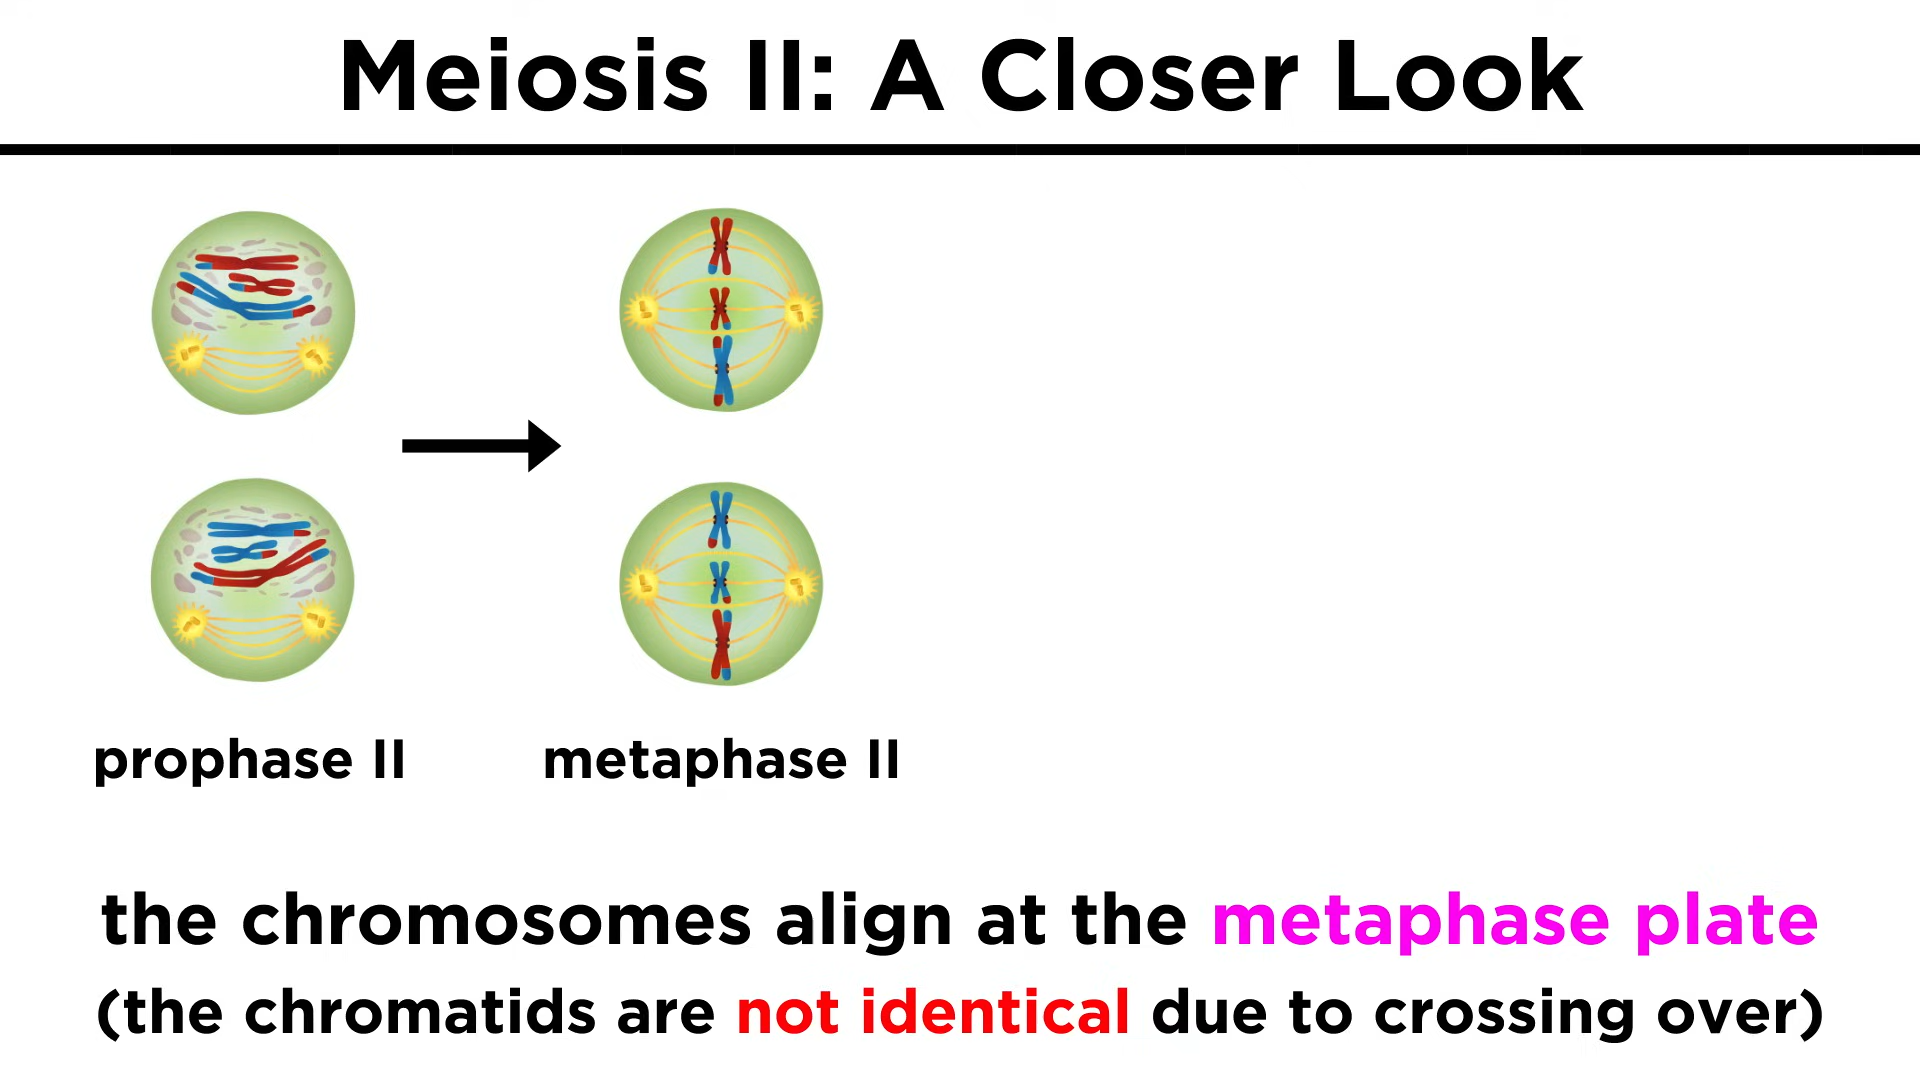 Meiosis II: A Closer Look
prophase II
metaphase II
the chromosomes align at the metaphase plate
(the chromatids are not identical due to crossing over)